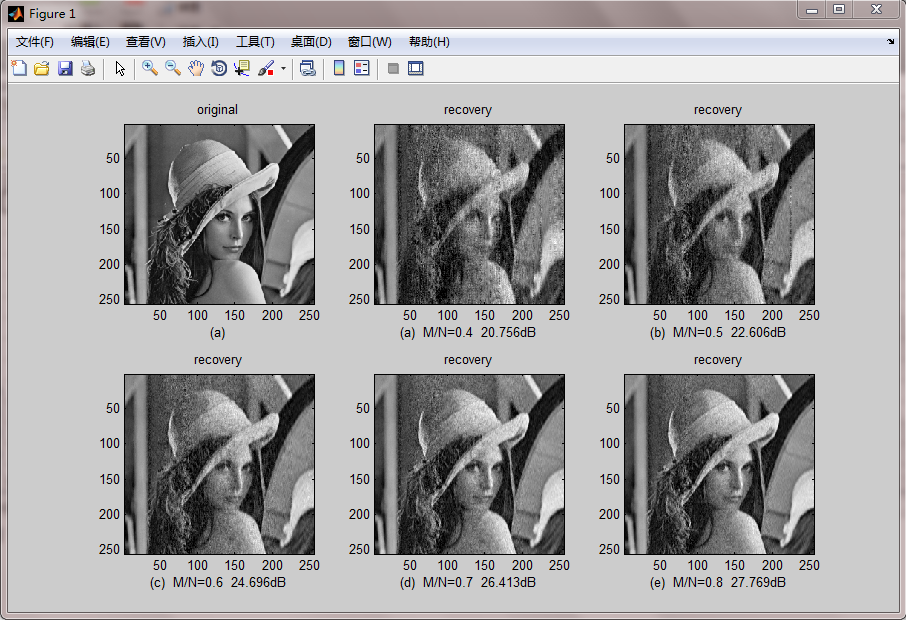 Figure 1
文件(F) 编辑(E) 查看(V) 插入(I) 工具(T) 桌面(D) 窗口(W) 帮助(H)
original
50
100
150
200
250
50 100 150 200 250
(a)
recovery
50
100
150
200
250
50 100 150 200 250
(a) M/N=0.4 20.756dB
recovery
50
100
150
200
250
50 100 150 200 250
(b) M/N=0.5 22.606dB
recovery
50
100
150
200
250
50 100 150 200 250
(c) M/N=0.6 24.696dB
recovery
50
100
150
200
250
50 100 150 200 250
(d) M/N=0.7 26.413dB
recovery
50
100
150
200
250
50 100 150 200 250
(e) M/N=0.8 27.769dB